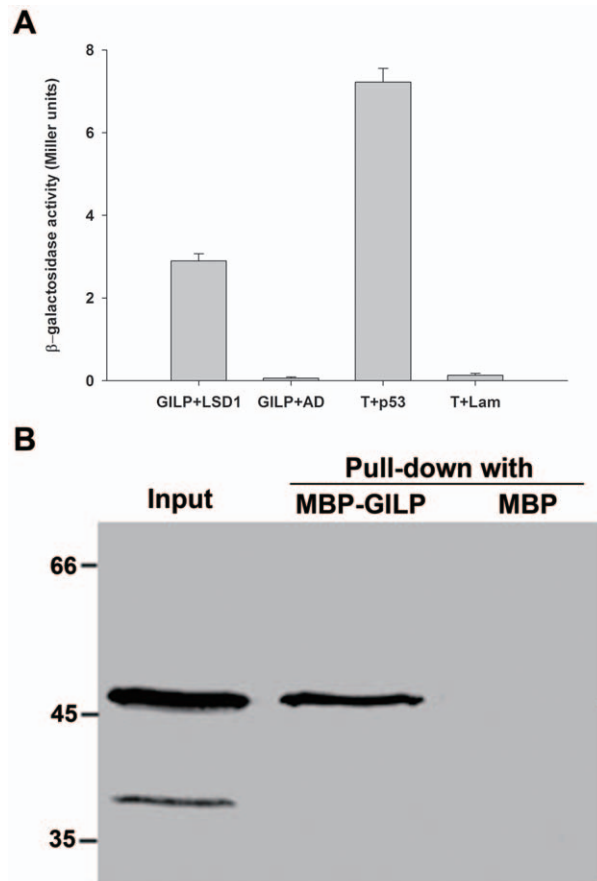 A
β−galactosidase activity (Miller units)
8
6
4
2
0
GILP+LSD1 GILP+AD T+p53 T+Lam
B
Pull-down with
Input MBP-GILP MBP
66
45
35